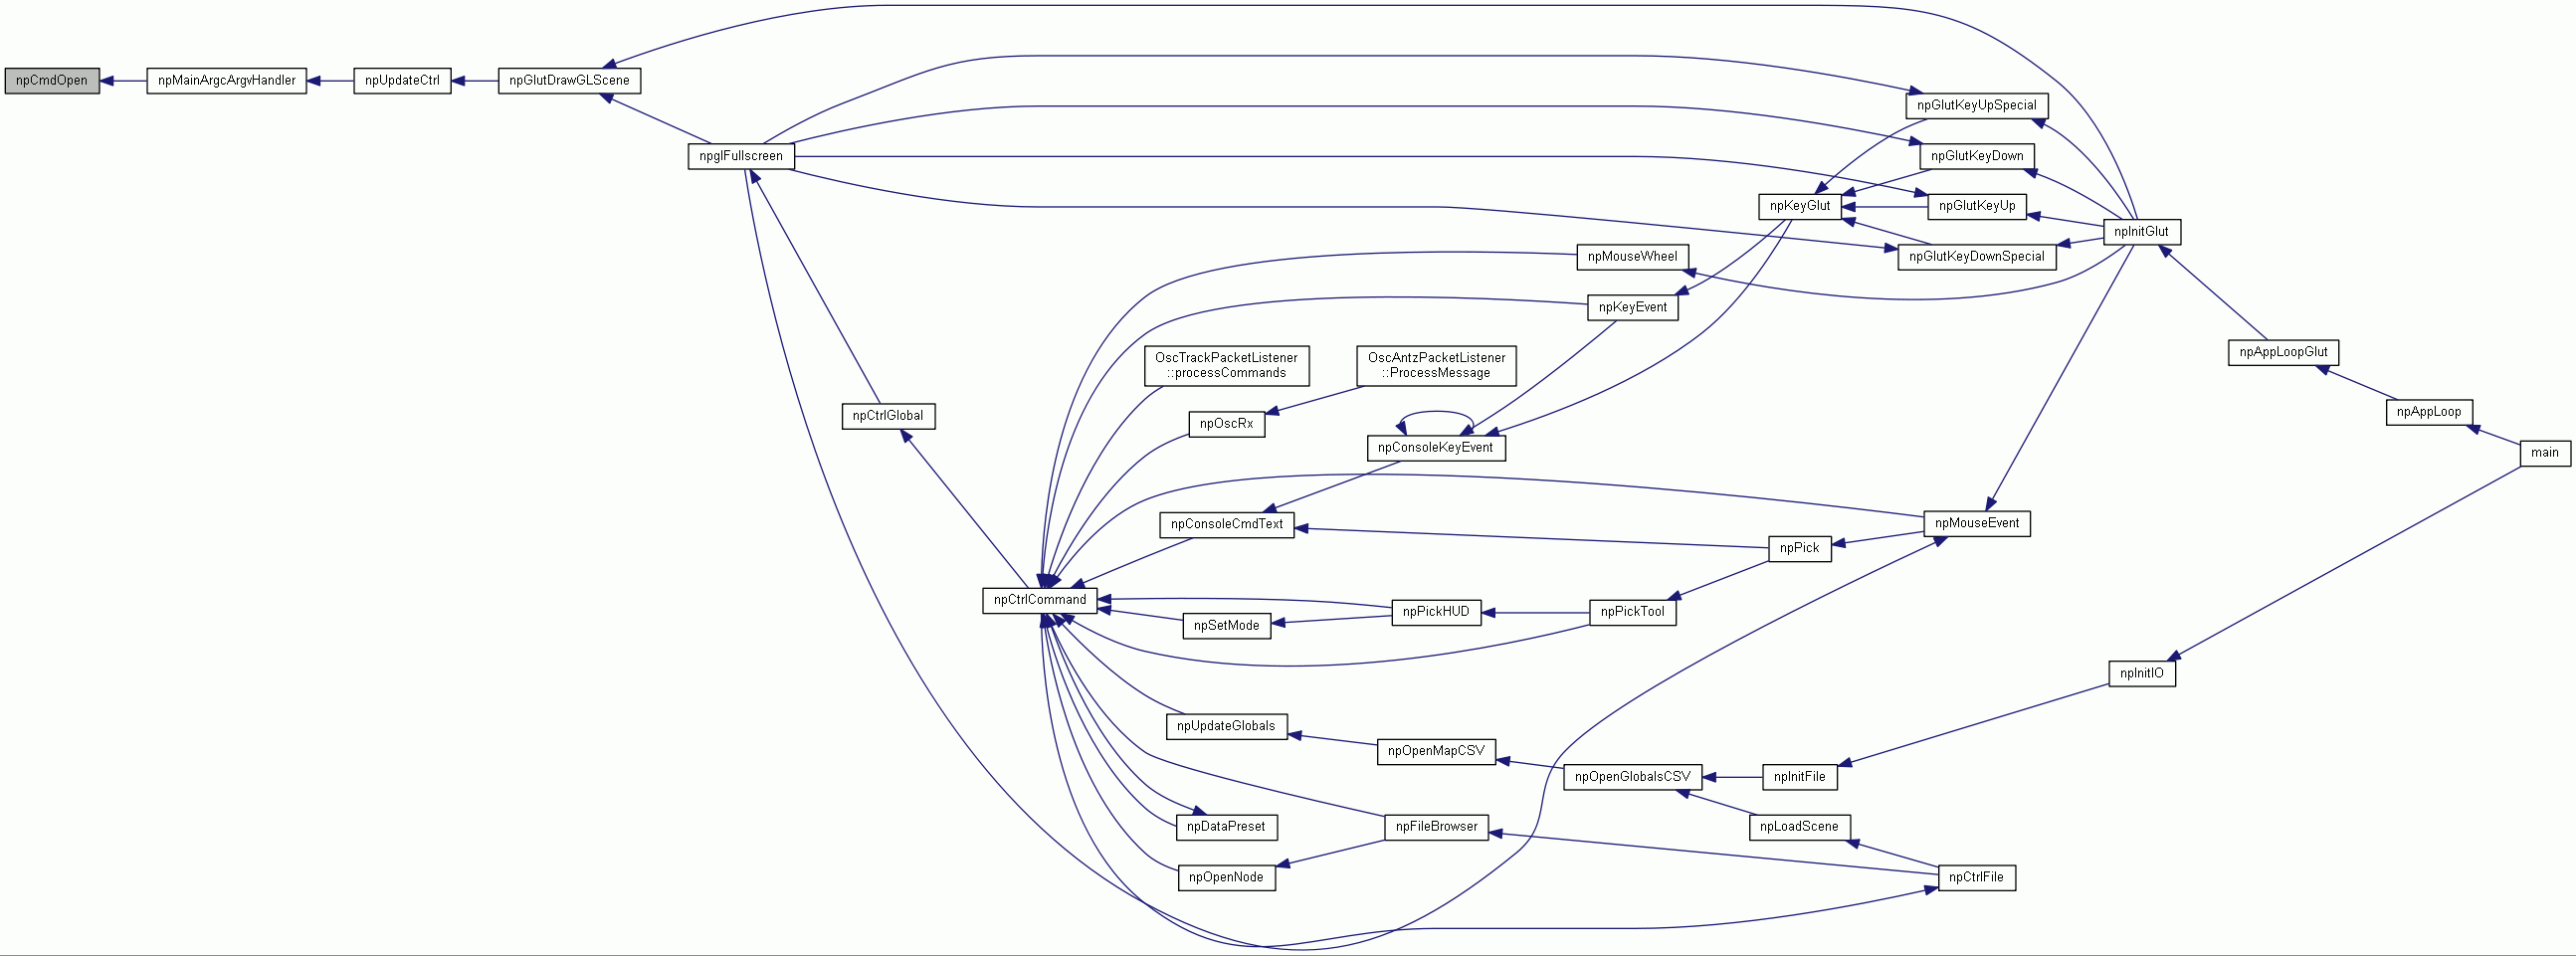 npCmdOpen
npMainArgcArgvHandler
npUpdateCtrl
npGlutDrawGLScene
npglFullscreen
npCtrlGlobal
npCtrlCommand
npMouseWheel
npKeyEvent
OscTrackPacketListener
::processCommands
npOscRx
OscAntzPacketListener
::ProcessMessage
npConsoleKeyEvent
npConsoleCmdText
npPickHUD
npSetMode
npPickTool
npPick
npMouseEvent
npUpdateGlobals
npOpenMapCSV
npOpenGlobalsCSV
npInitFile
npLoadScene
npDataPreset
npOpenNode
npFileBrowser
npCtrlFile
npKeyGlut
npGlutKeyUpSpecial
npGlutKeyDown
npGlutKeyUp
npGlutKeyDownSpecial
npInitGlut
npAppLoopGlut
npAppLoop
main
npInitIO